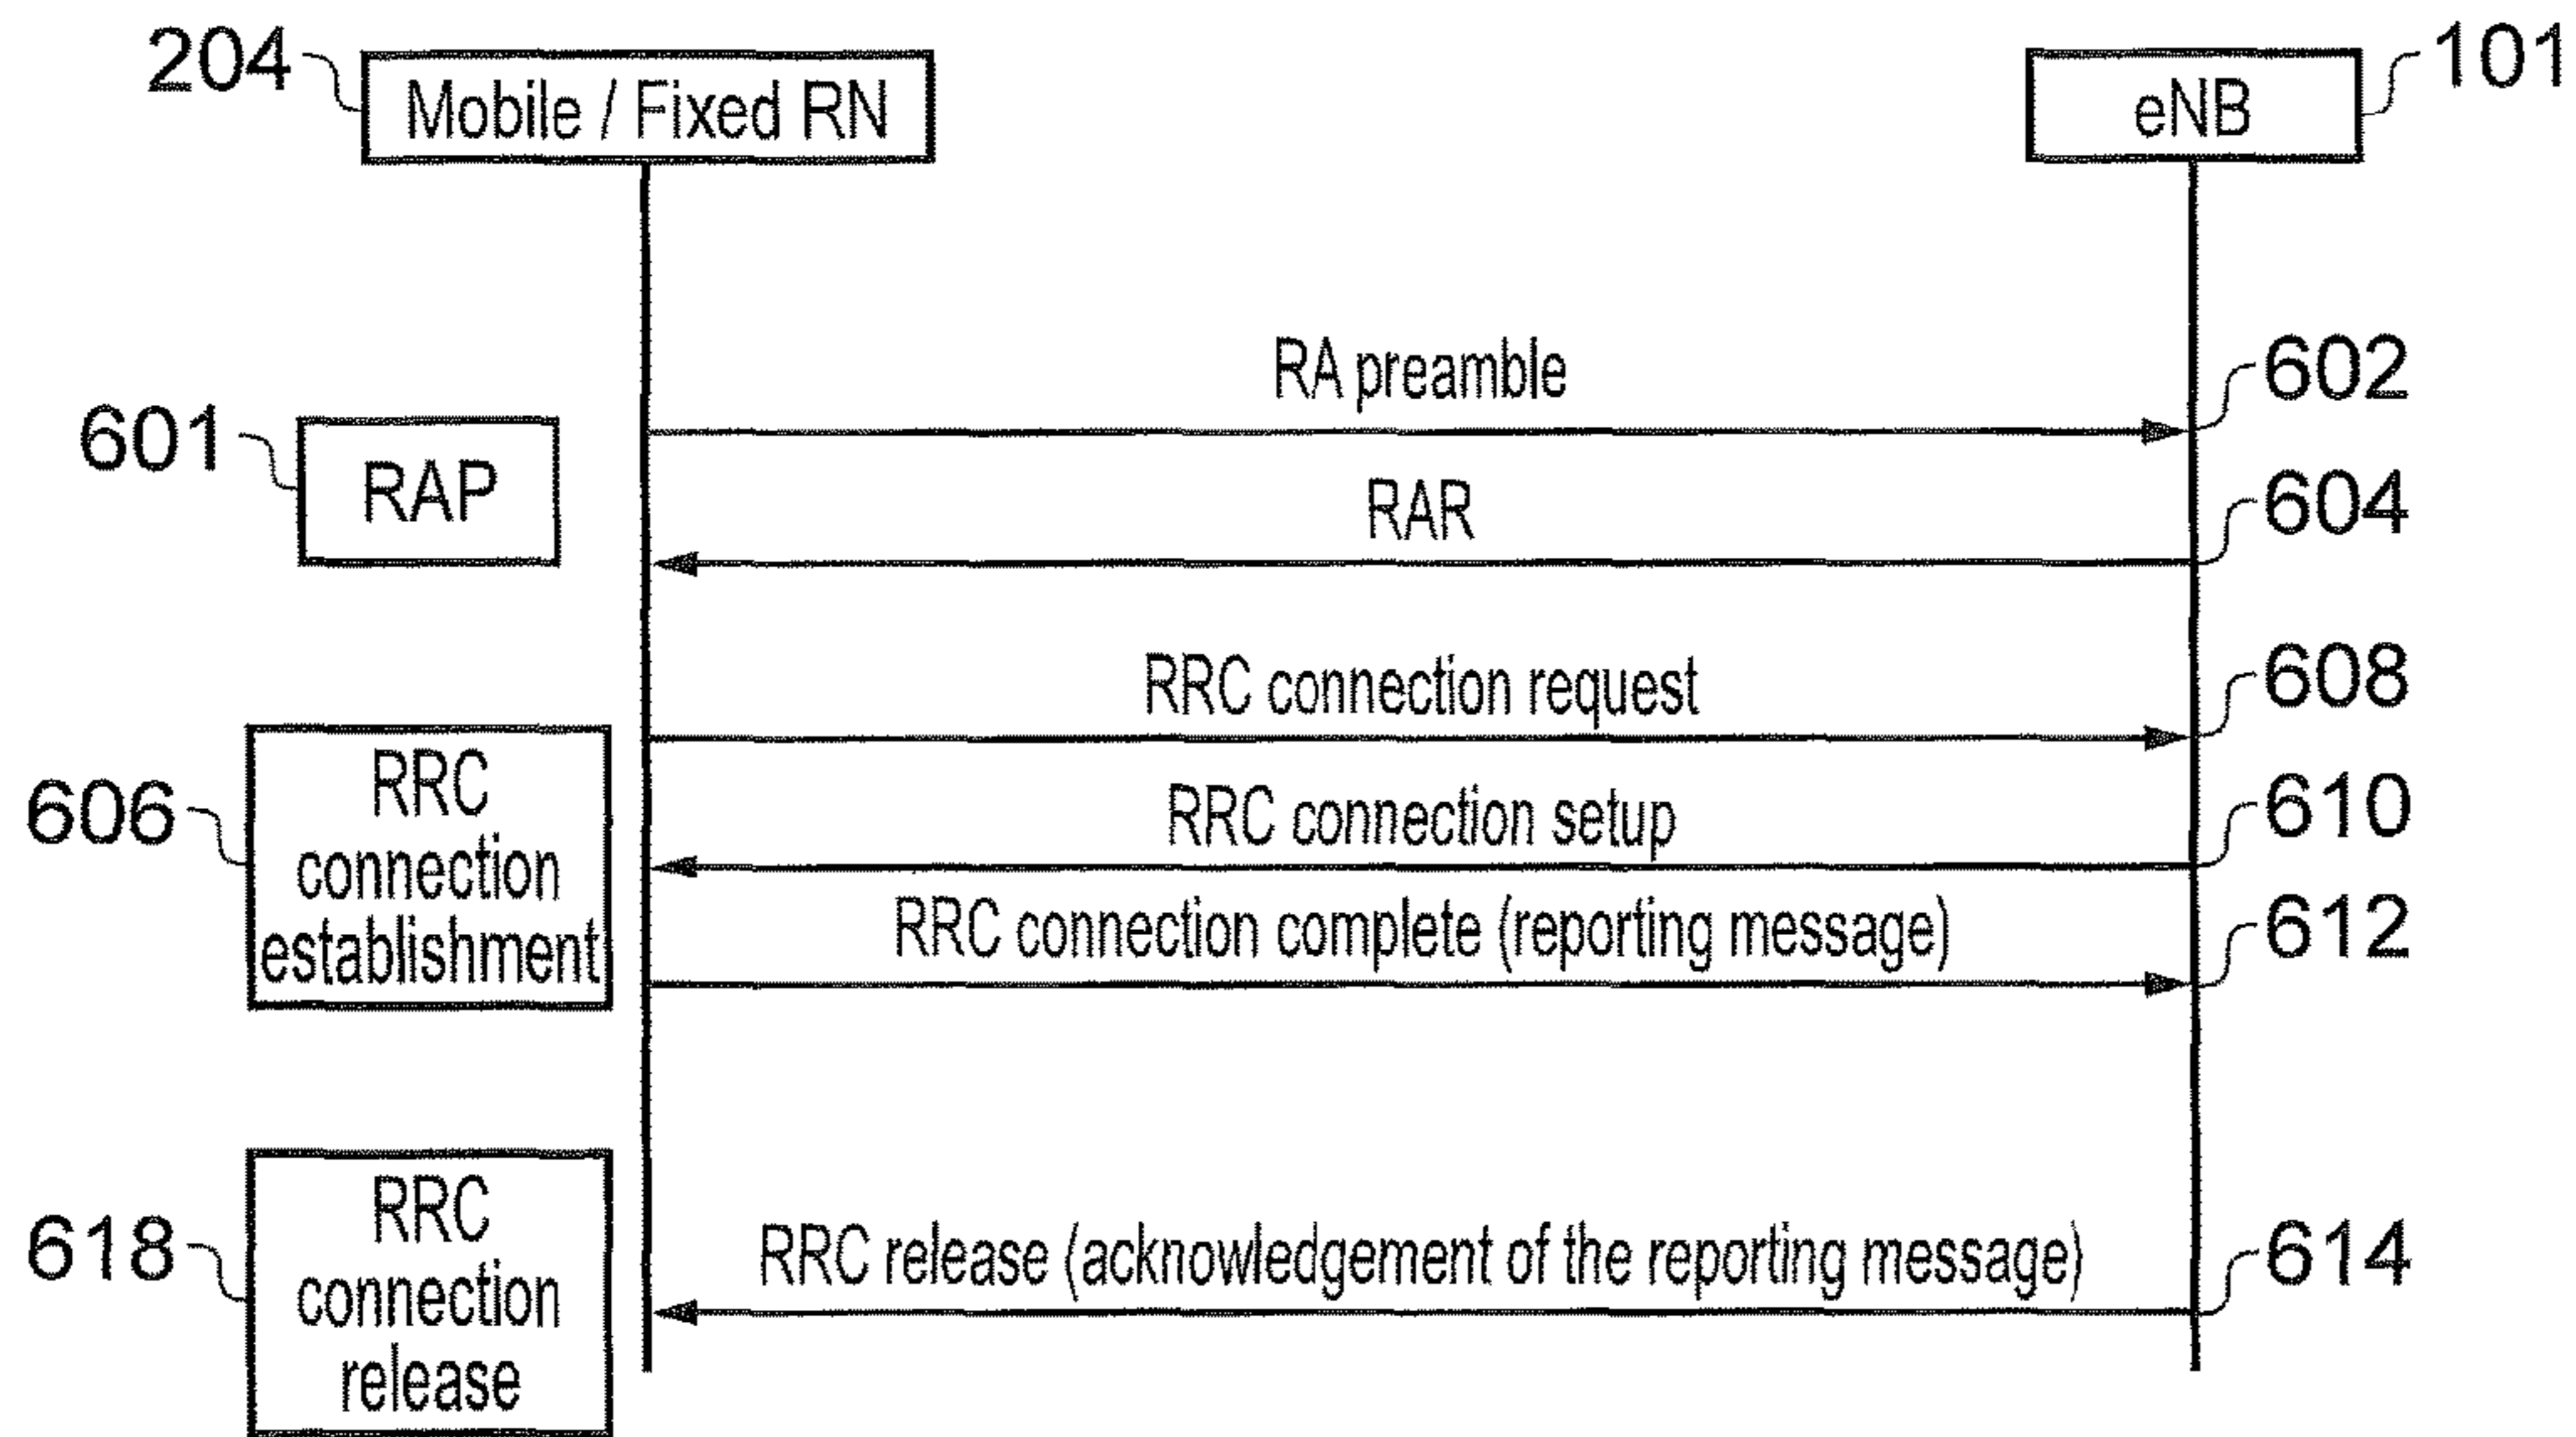 204
Mobile / Fixed RN
eNB
101
RA preamble
602
601
RAP
RAR
604
RRC connection request
608
606
RRC
connection
establishment
RRC connection setup
610
RRC connection complete (reporting message)
612
618
RRC
connection
release
RRC release (acknowledgement of the reporting message)
614